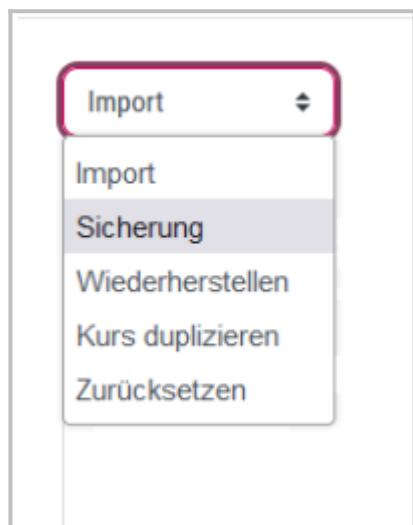 Import
Import
Sicherung
Wiederherstellen
Kurs duplizieren
Zurücksetzen